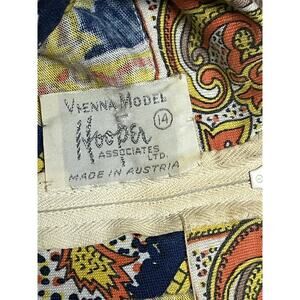 VIENNA MODEL
Hooper
14
ASSOCIATES
LTD.
MADE IN AUSTRIA